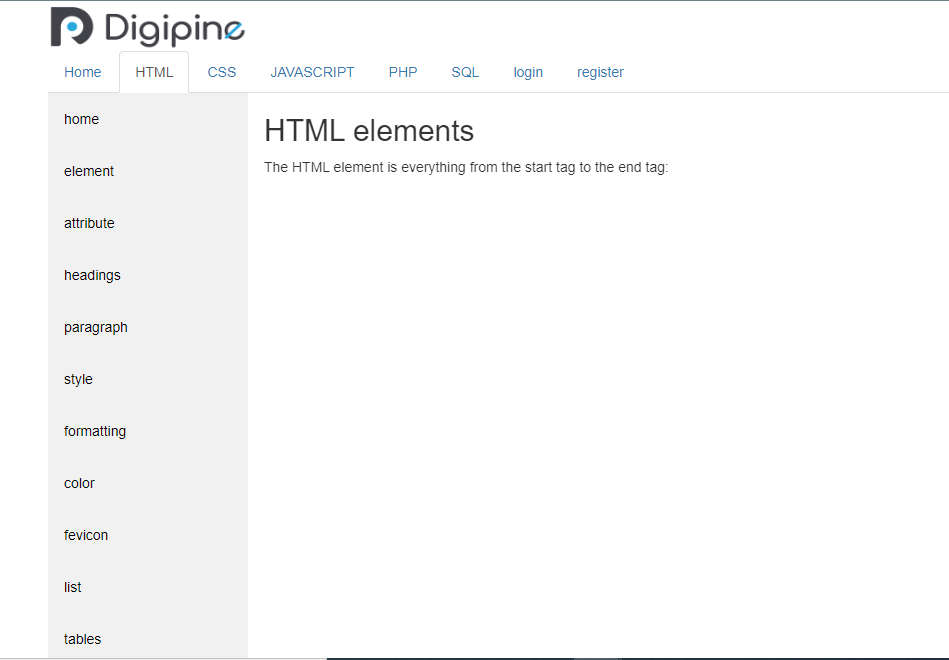 Digipine
Home HTML CSS JAVASCRIPT PHP SQL login register
home
element
attribute
headings
paragraph
style
formatting
color
fevicon
list
tables
HTML elements
The HTML element is everything from the start tag to the end tag: